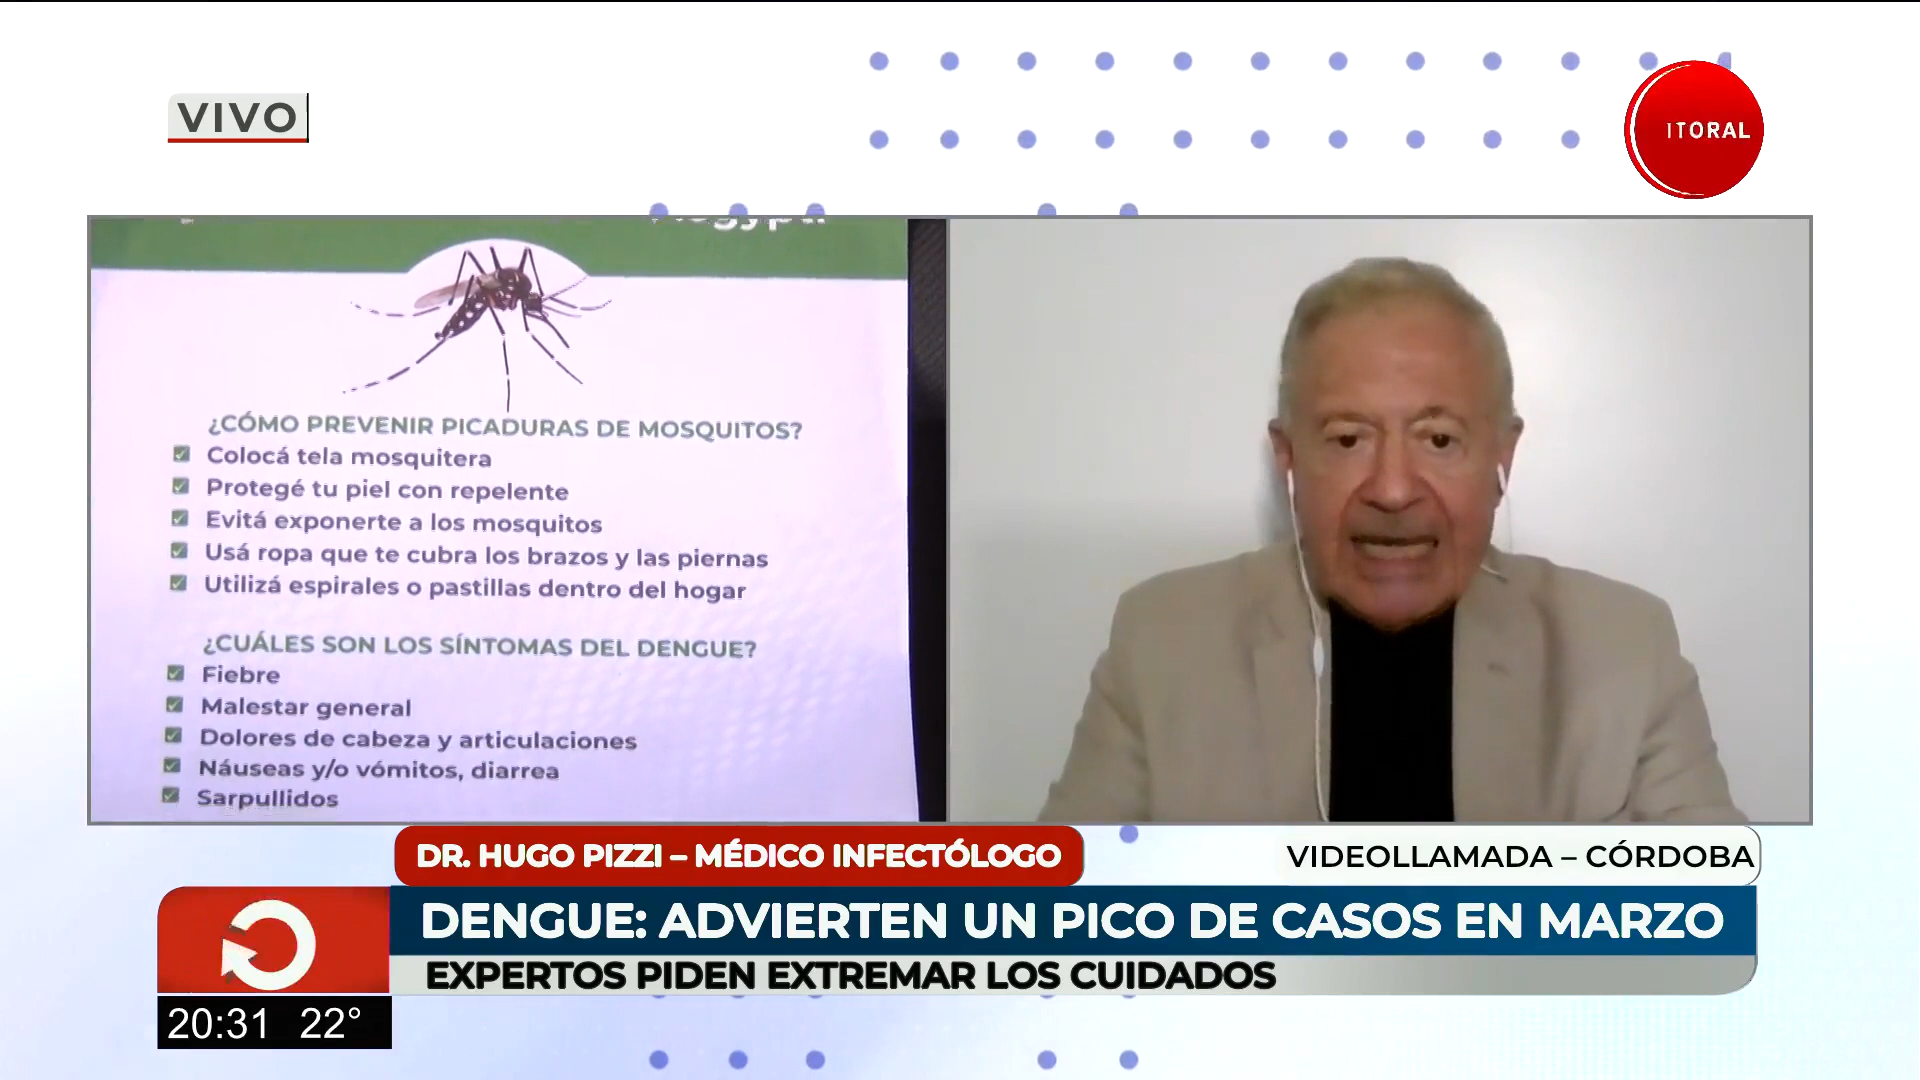 VIVO
ITORAL
¿CÓMO PREVENIR PICADURAS DE MOSQUITOS?
Colocá tela mosquitera
Protegé tu piel con repelente
Evitá exponerte a los mosquitos
Usá ropa que te cubra los brazos y las piernas
Utilizá espirales o pastillas dentro del hogar
¿CUÁLES SON LOS SÍNTOMAS DEL DENGUE?
Fiebre
Malestar general
Dolores de cabeza y articulaciones
Náuseas y/o vómitos, diarrea
Sarpullidos
DR. HUGO PIZZI – MÉDICO INFECTÓLOGO
VIDEOLLAMADA – CÓRDOBA
DENGUE: ADVIERTEN UN PICO DE CASOS EN MARZO
EXPERTOS PIDEN EXTREMAR LOS CUIDADOS
20:31 22°